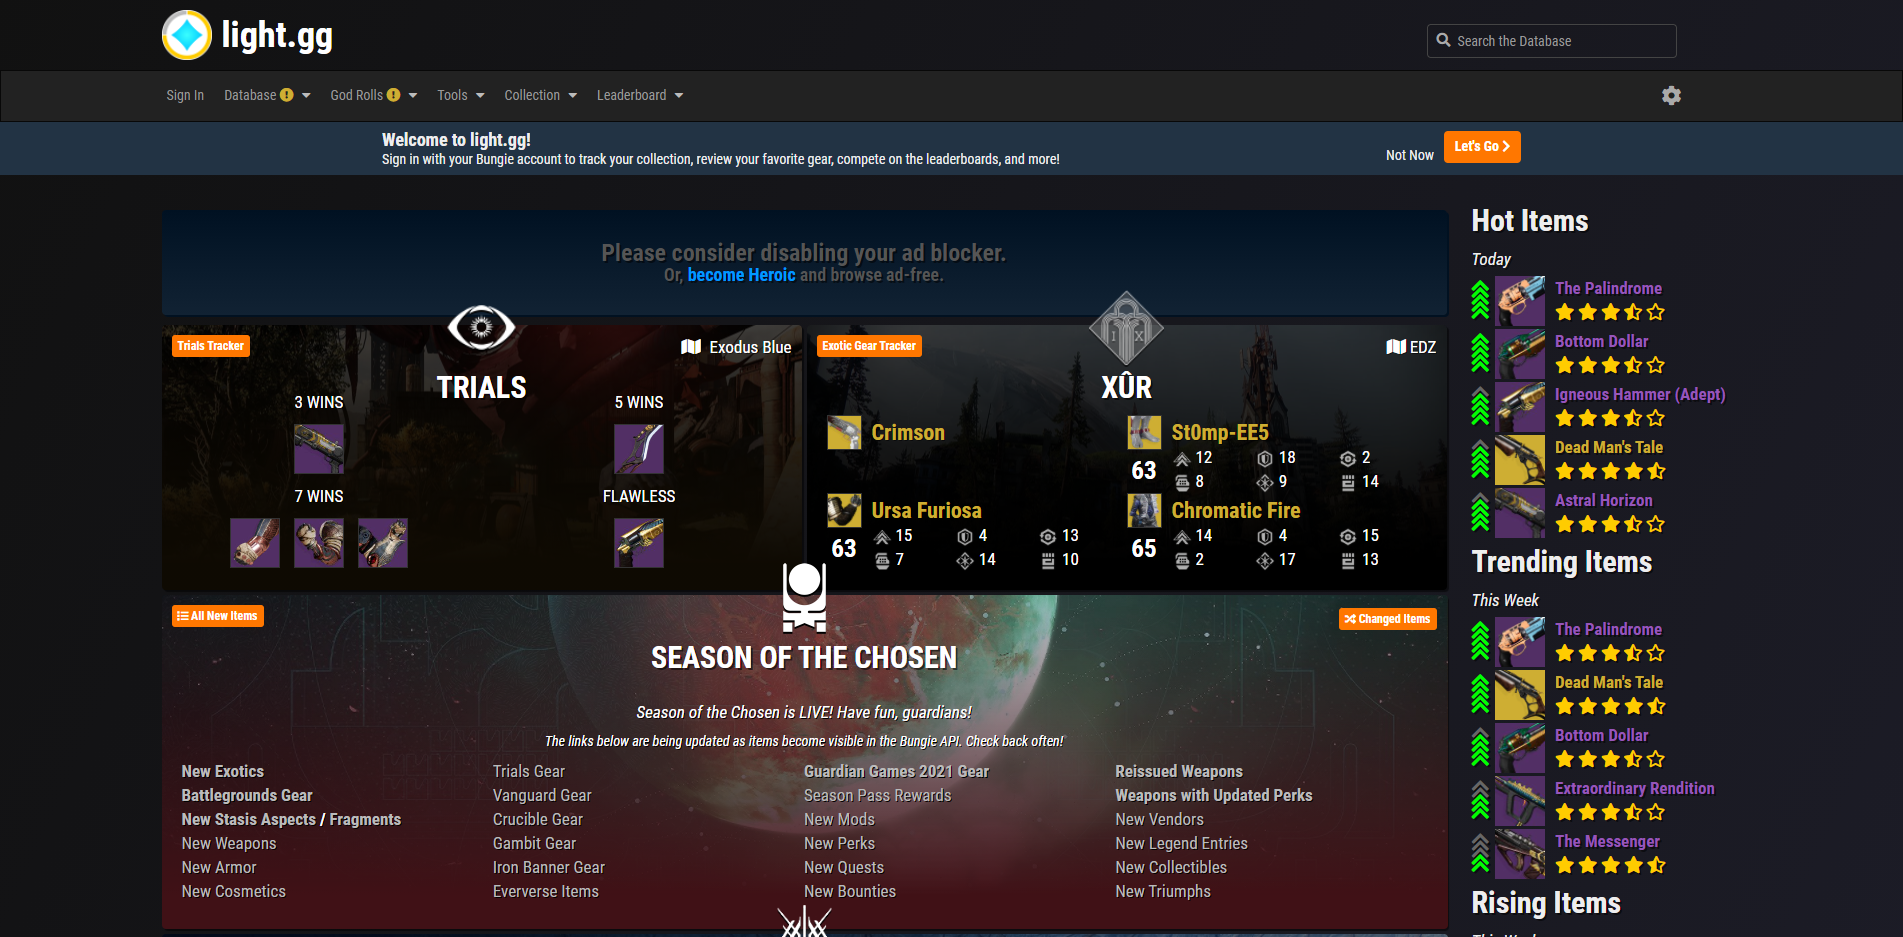 light.gg
Search the Database
Sign In Database God Rolls Tools Collection Leaderboard
Welcome to light.gg!
Sign in with your Bungie account to track your collection, review your favorite gear, compete on the leaderboards, and more!
Not Now Let's Go
Please consider disabling your ad blocker.
Or, become Heroic and browse ad-free.
Trials Tracker
Exodus Blue
TRIALS
3 WINS
5 WINS
7 WINS
FLAWLESS
Exotic Gear Tracker
IX
EDZ
XÛR
Crimson
St0mp-EE5
63 12 18 2
8 9 14
Ursa Furiosa
63 15 4 13
7 14 10
Chromatic Fire
65 14 4 15
2 17 13
All New Items
Changed Items
SEASON OF THE CHOSEN
Season of the Chosen is LIVE! Have fun, guardians!
The links below are being updated as items become visible in the Bungie API. Check back often!
New Exotics
Battlegrounds Gear
New Stasis Aspects / Fragments
New Weapons
New Armor
New Cosmetics
Trials Gear
Vanguard Gear
Crucible Gear
Gambit Gear
Iron Banner Gear
Eververse Items
Guardian Games 2021 Gear
Season Pass Rewards
New Mods
New Perks
New Quests
New Bounties
Reissued Weapons
Weapons with Updated Perks
New Vendors
New Legend Entries
New Collectibles
New Triumphs
Hot Items
Today
The Palindrome
Bottom Dollar
Igneous Hammer (Adept)
Dead Man's Tale
Astral Horizon
Trending Items
This Week
The Palindrome
Dead Man's Tale
Bottom Dollar
Extraordinary Rendition
The Messenger
Rising Items
This Week